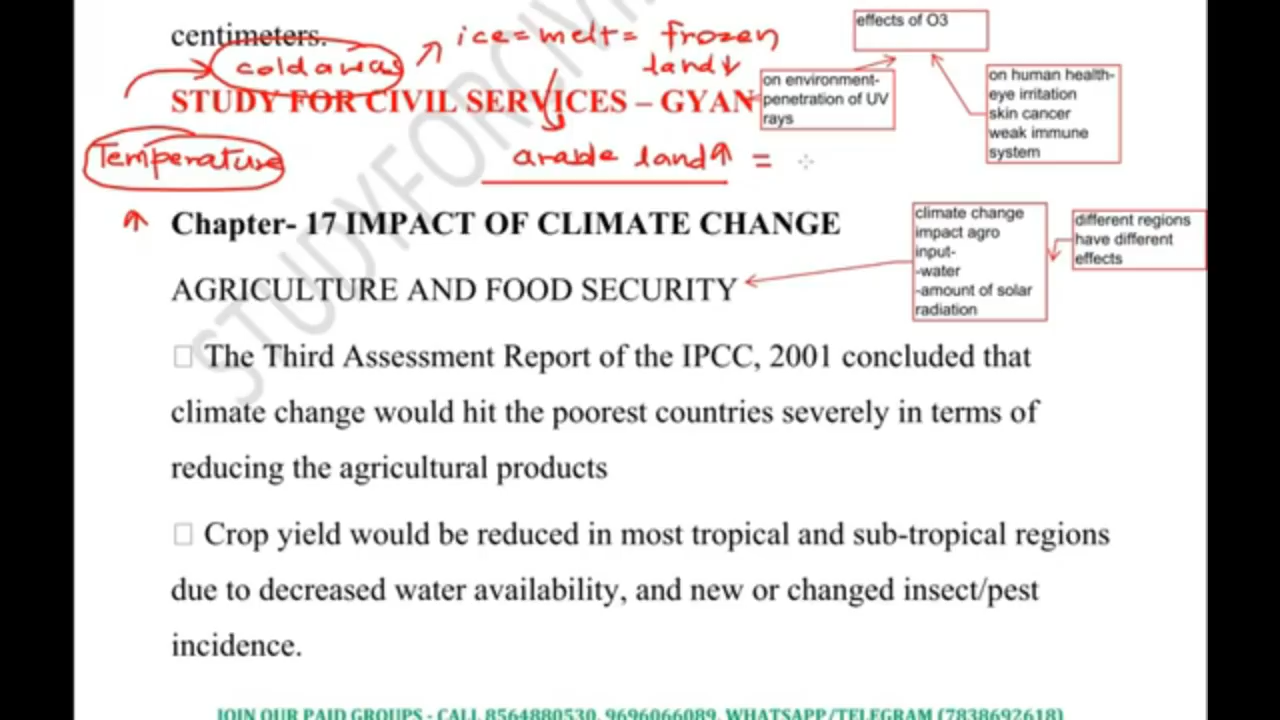 centimeters.
ice = melt = frozen
land↓
cold areas
STUDY FOR CIVIL SERVICES – GYAN
Temperature
arable land↑ =
effects of O3
on environment-
penetration of UV
rays
on human health-
eye irritation
skin cancer
weak immune
system
Chapter- 17 IMPACT OF CLIMATE CHANGE
AGRICULTURE AND FOOD SECURITY
climate change
impact agro
input-
-water
-amount of solar
radiation
different regions
have different
effects
The Third Assessment Report of the IPCC, 2001 concluded that
climate change would hit the poorest countries severely in terms of
reducing the agricultural products
Crop yield would be reduced in most tropical and sub-tropical regions
due to decreased water availability, and new or changed insect/pest
incidence.
JOIN OUR PAID GROUPS - CALL 8564880530, 9696066089, WHATSAPP/TELEGRAM (7838692618)
STUDYFORCIVI